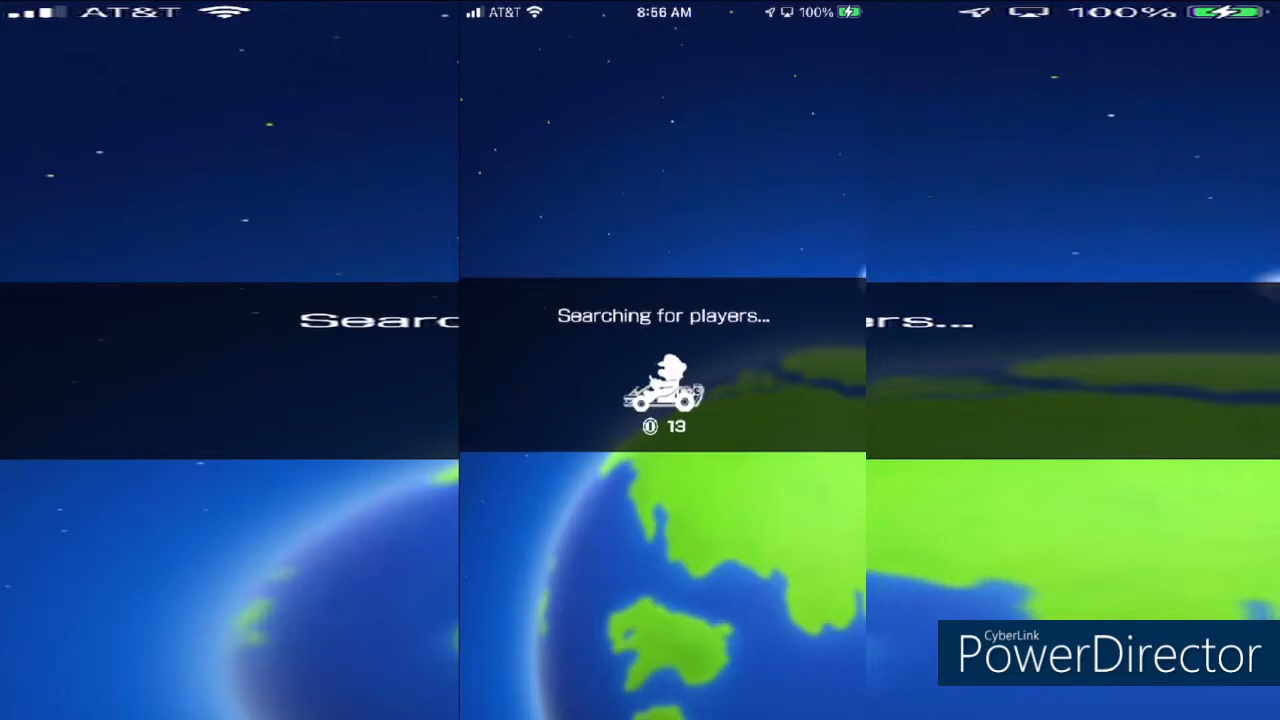 AT&T
AT&T 8:56 AM 100%
100%
Searc
Searching for players...
ers...
13
CyberLink
PowerDirector